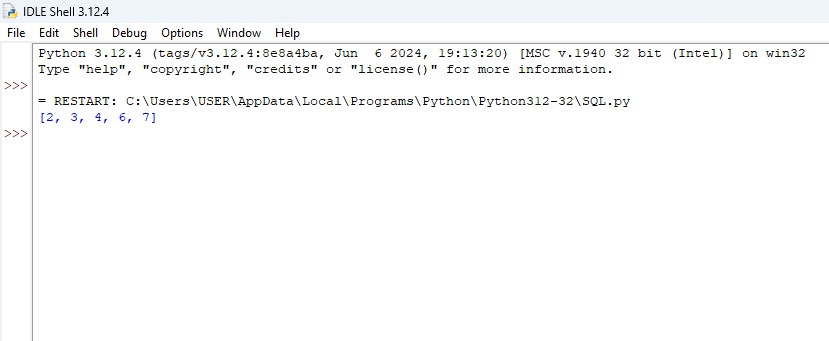 IDLE Shell 3.12.4
File Edit Shell Debug Options Window Help
Python 3.12.4 (tags/v3.12.4:8e8a4ba, Jun  6 2024, 19:13:20) [MSC v.1940 32 bit (Intel)] on win32
Type "help", "copyright", "credits" or "license()" for more information.
>>>
= RESTART: C:\Users\USER\AppData\Local\Programs\Python\Python312-32\SQL.py
[2, 3, 4, 6, 7]
>>>